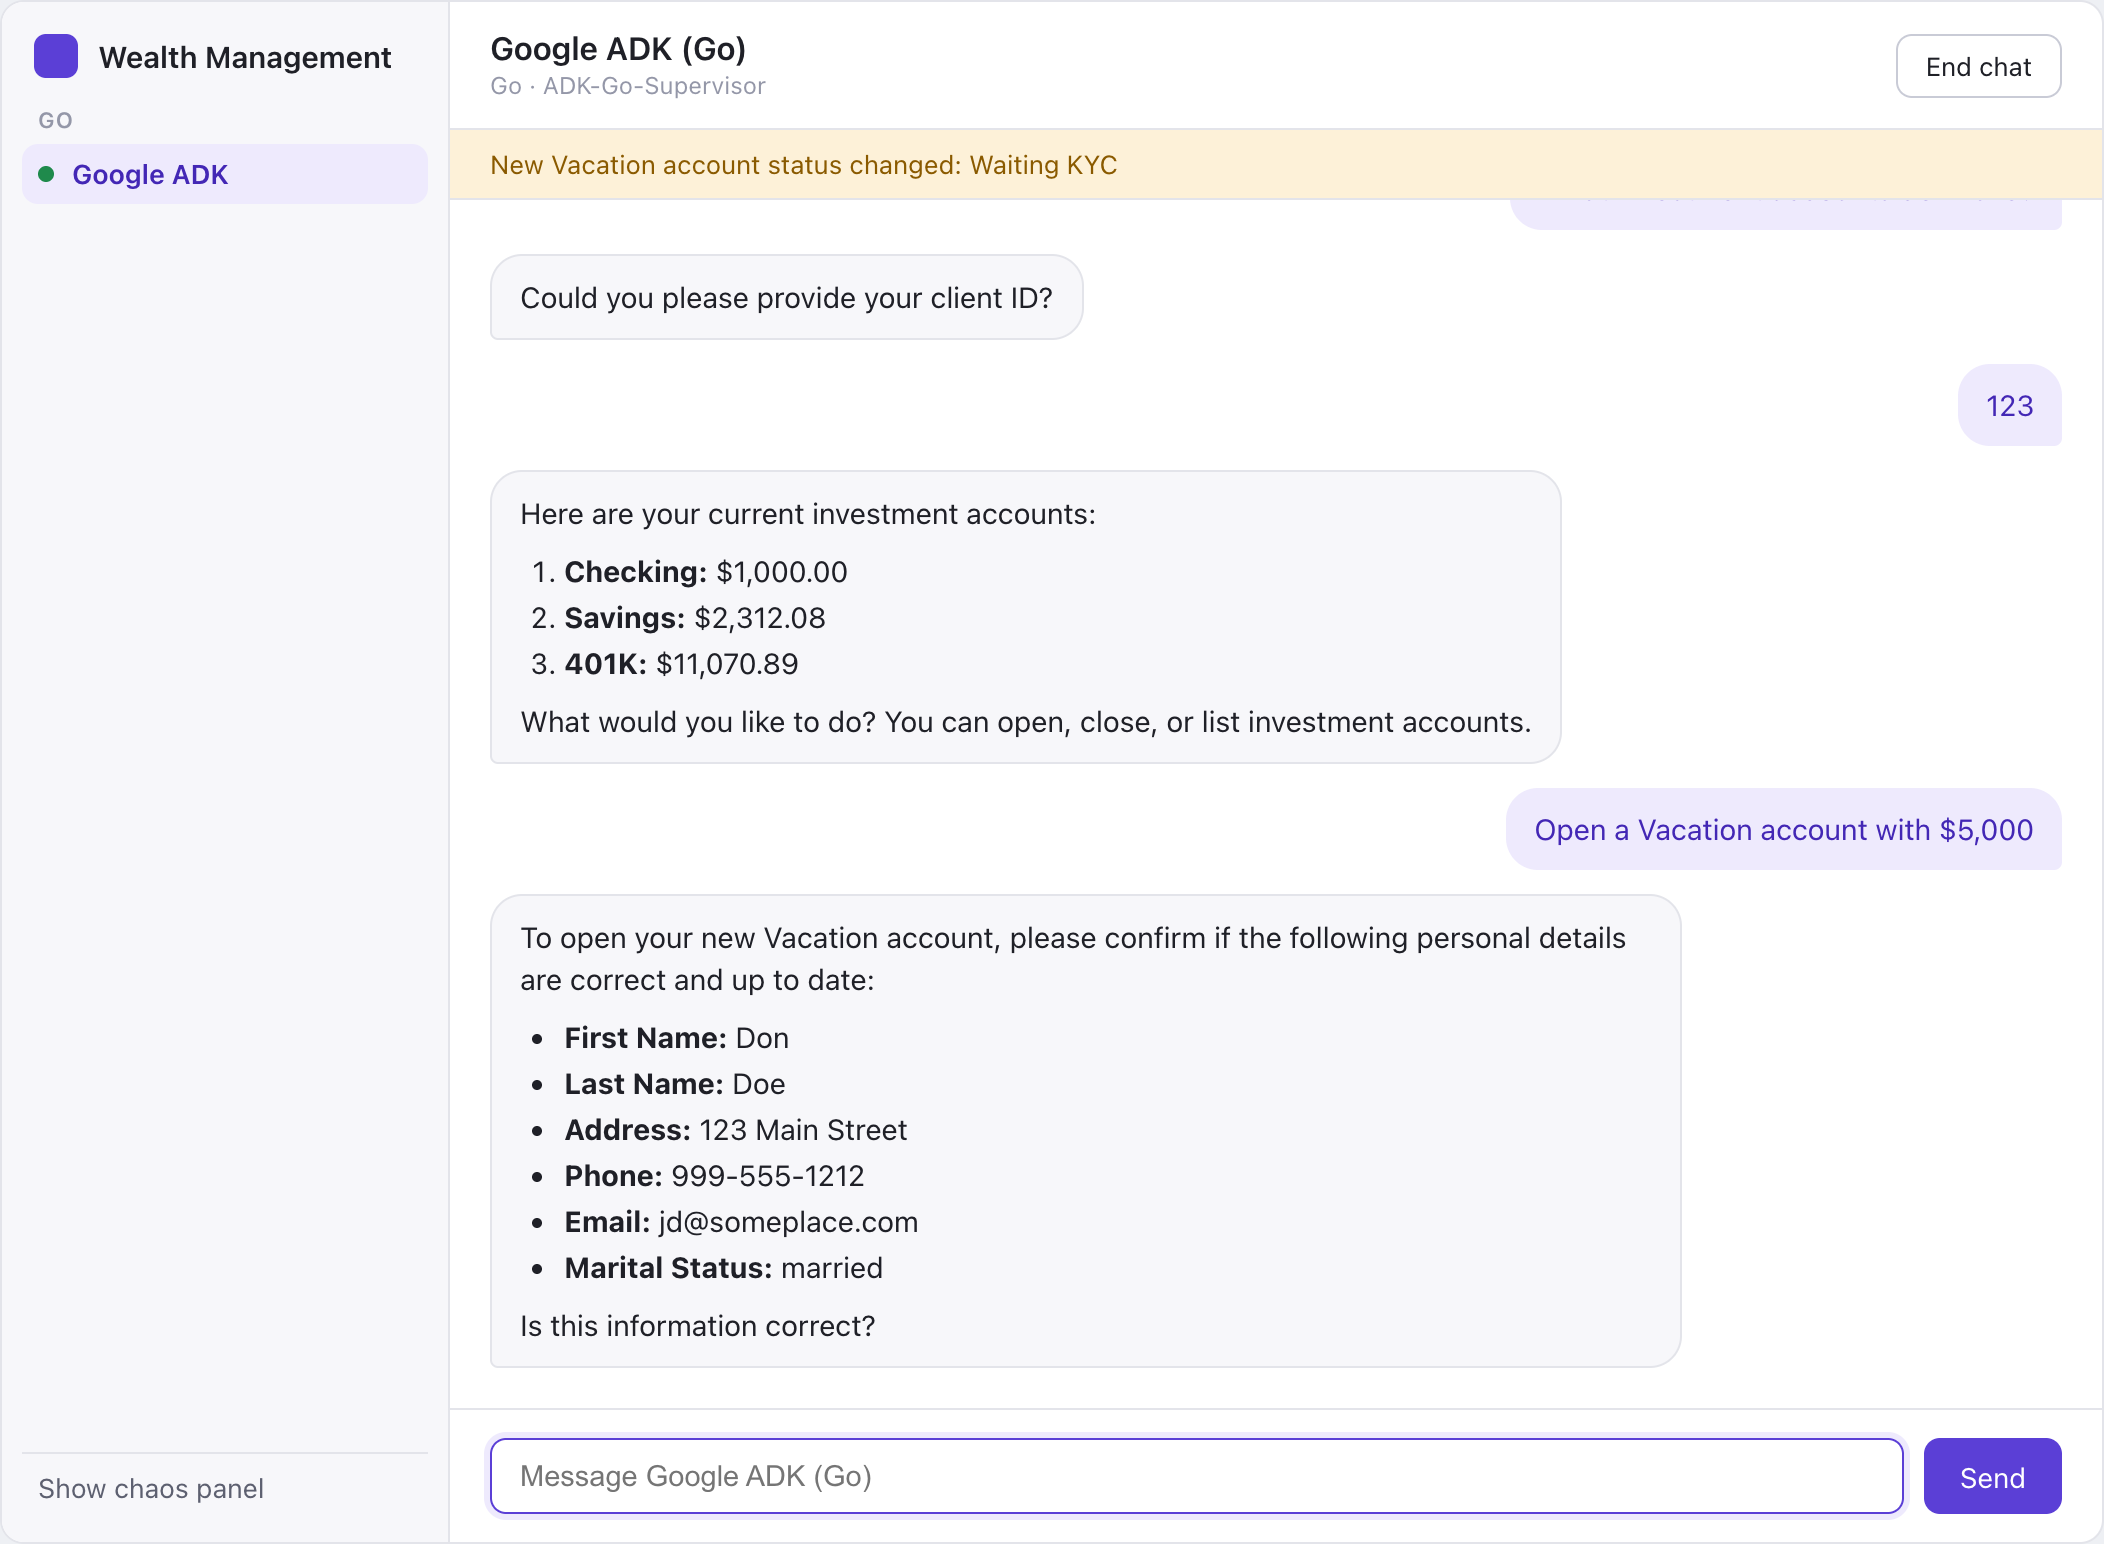 Wealth Management
GO
Google ADK
Show chaos panel
Google ADK (Go)
Go · ADK-Go-Supervisor
End chat
New Vacation account status changed: Waiting KYC
Could you please provide your client ID?
123
Here are your current investment accounts:
1. Checking: $1,000.00
2. Savings: $2,312.08
3. 401K: $11,070.89
What would you like to do? You can open, close, or list investment accounts.
Open a Vacation account with $5,000
To open your new Vacation account, please confirm if the following personal details
are correct and up to date:
• First Name: Don
• Last Name: Doe
• Address: 123 Main Street
• Phone: 999-555-1212
• Email: jd@someplace.com
• Marital Status: married
Is this information correct?
Message Google ADK (Go)
Send